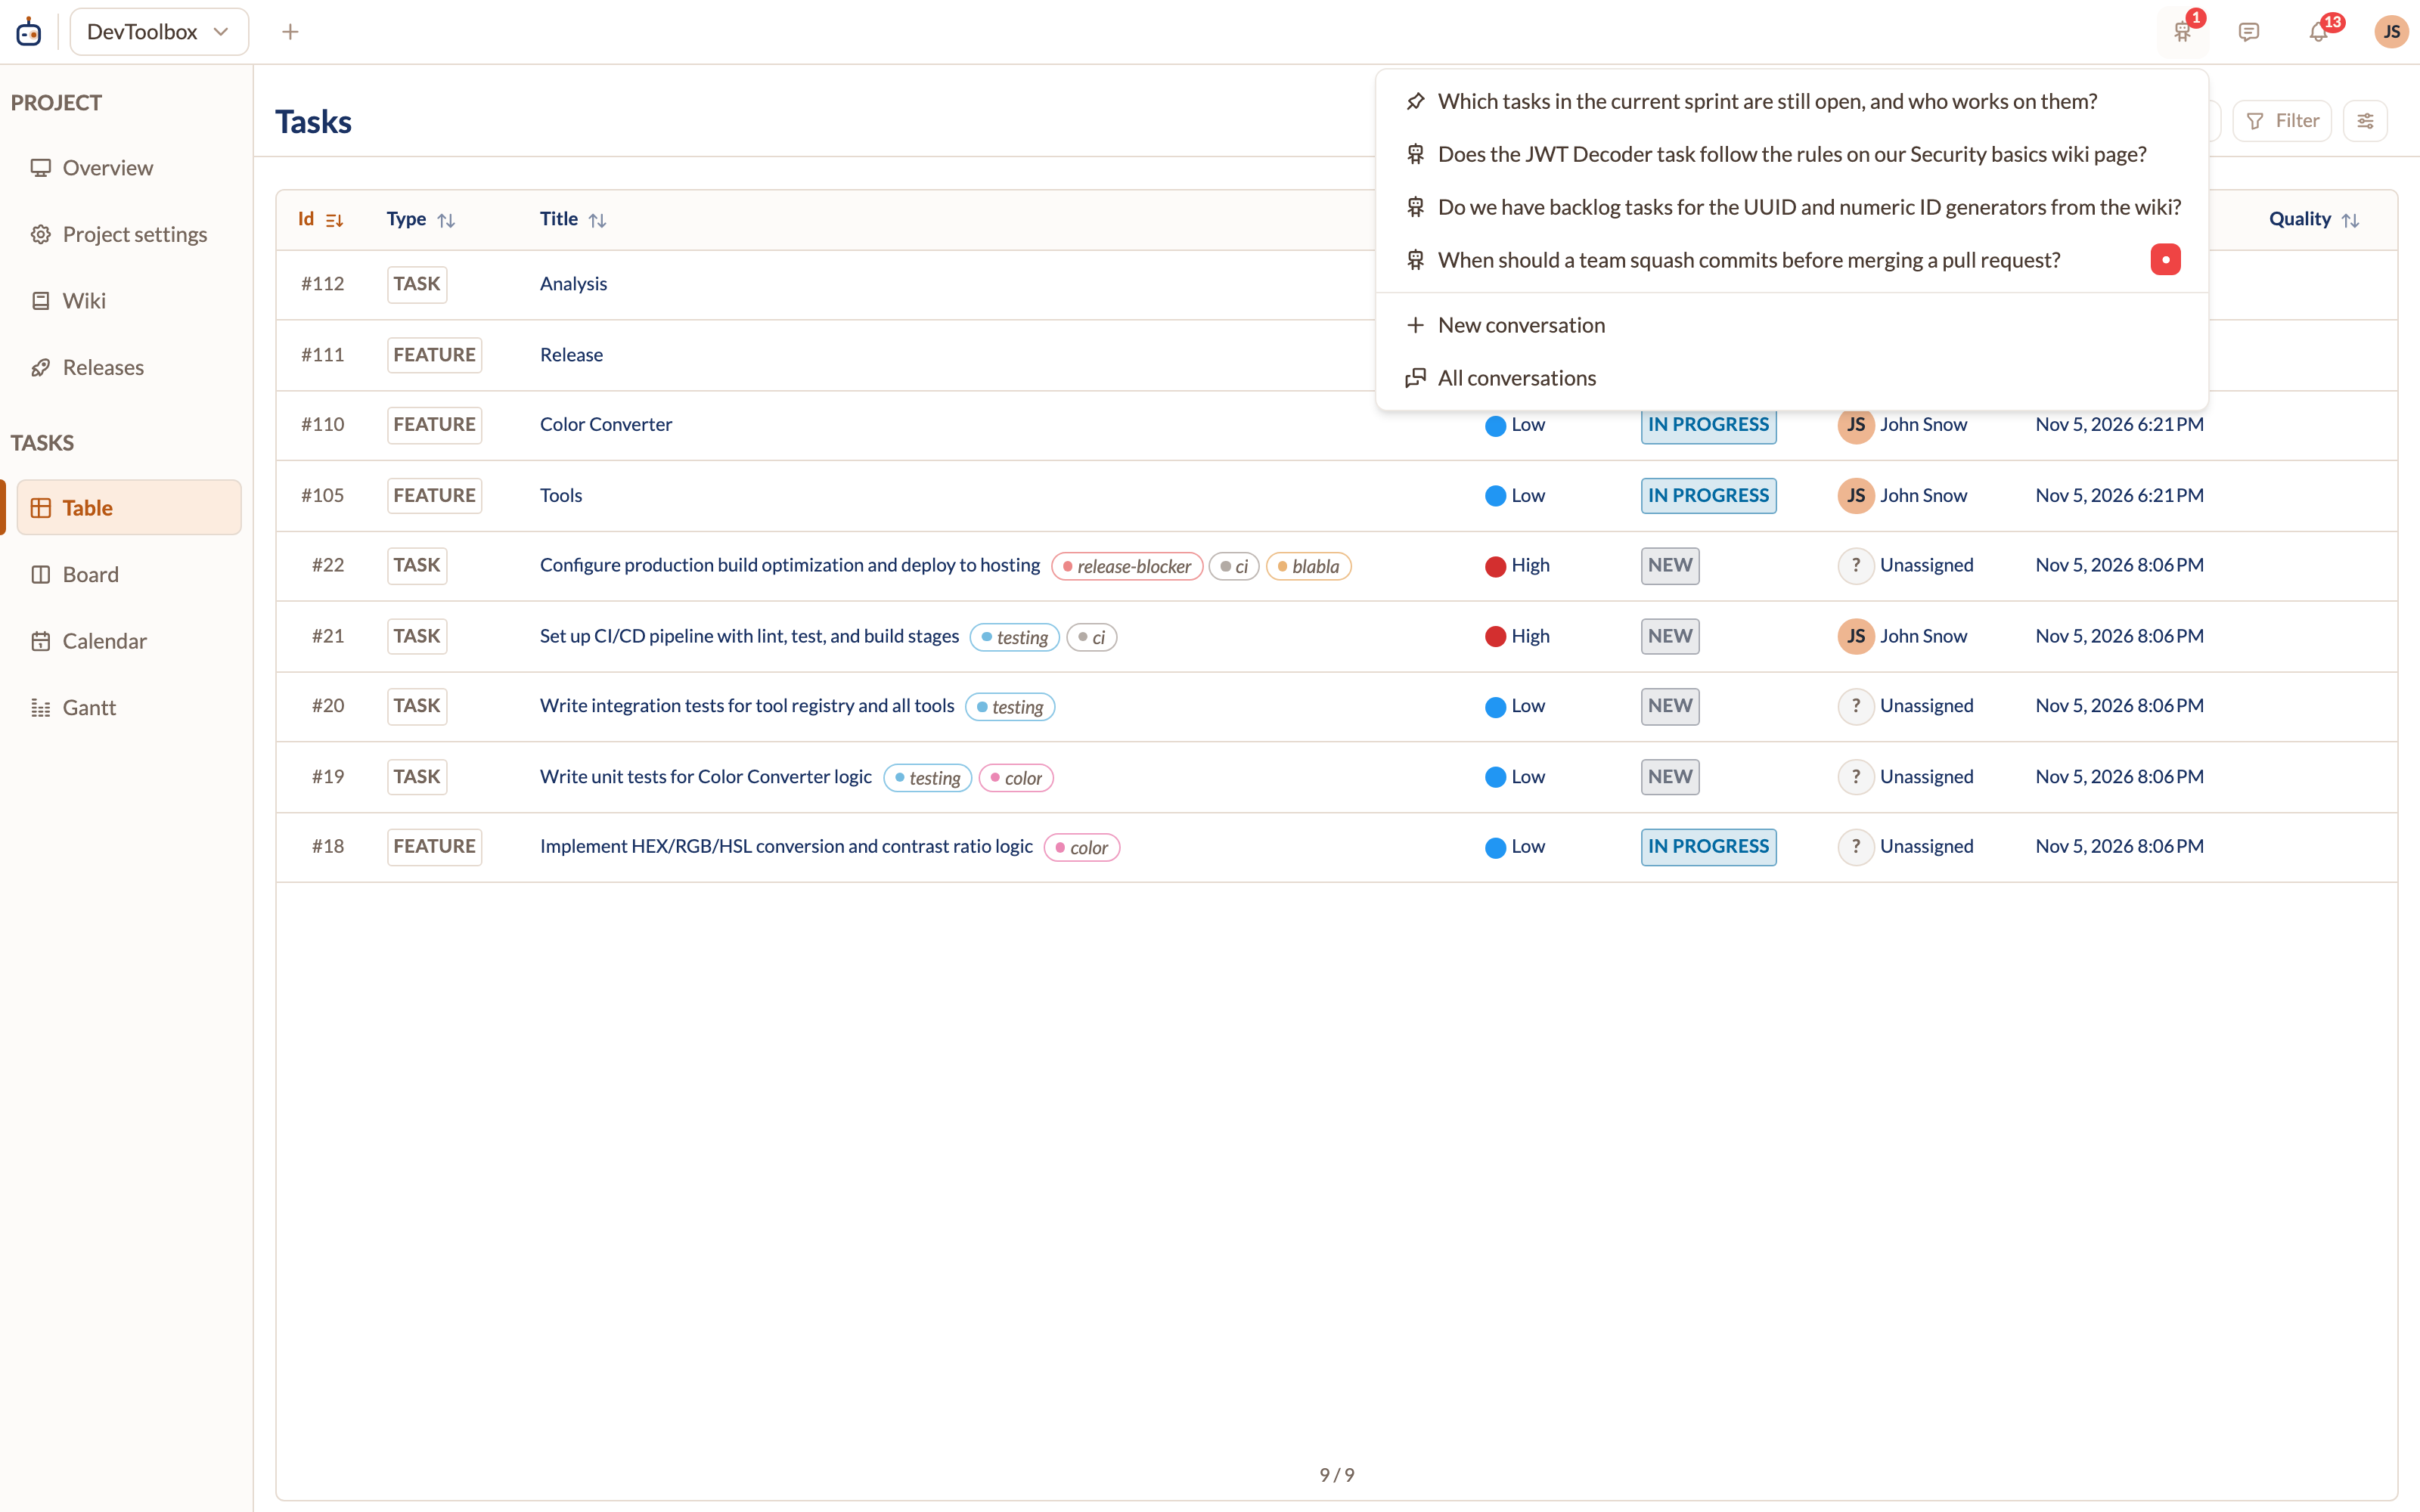 DevToolbox
1
13
JS
PROJECT
Overview
Project settings
Wiki
Releases
TASKS
Table
Board
Calendar
Gantt
Tasks
Filter
Which tasks in the current sprint are still open, and who works on them?
Does the JWT Decoder task follow the rules on our Security basics wiki page?
Do we have backlog tasks for the UUID and numeric ID generators from the wiki?
When should a team squash commits before merging a pull request?
New conversation
All conversations
Id Type Title Quality
#112 TASK Analysis
#111 FEATURE Release
#110 FEATURE Color Converter Low IN PROGRESS JS John Snow Nov 5, 2026 6:21 PM
#105 FEATURE Tools Low IN PROGRESS JS John Snow Nov 5, 2026 6:21 PM
#22 TASK Configure production build optimization and deploy to hosting release-blocker ci blabla High NEW ? Unassigned Nov 5, 2026 8:06 PM
#21 TASK Set up CI/CD pipeline with lint, test, and build stages testing ci High NEW JS John Snow Nov 5, 2026 8:06 PM
#20 TASK Write integration tests for tool registry and all tools testing Low NEW ? Unassigned Nov 5, 2026 8:06 PM
#19 TASK Write unit tests for Color Converter logic testing color Low NEW ? Unassigned Nov 5, 2026 8:06 PM
#18 FEATURE Implement HEX/RGB/HSL conversion and contrast ratio logic color Low IN PROGRESS ? Unassigned Nov 5, 2026 8:06 PM
9 / 9